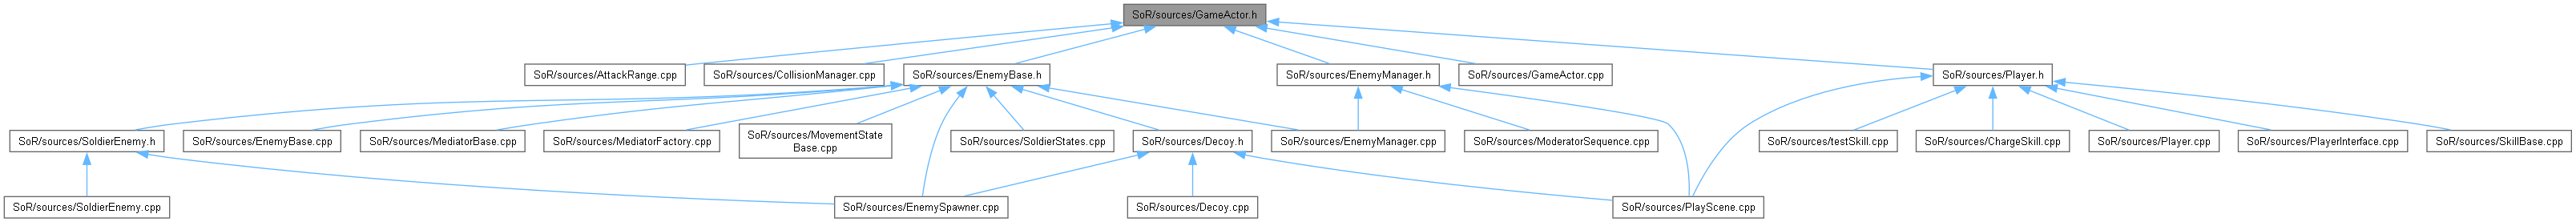 SoR/sources/GameActor.h
SoR/sources/AttackRange.cpp
SoR/sources/CollisionManager.cpp
SoR/sources/EnemyBase.h
SoR/sources/EnemyManager.h
SoR/sources/GameActor.cpp
SoR/sources/Player.h
SoR/sources/SoldierEnemy.h
SoR/sources/EnemyBase.cpp
SoR/sources/MediatorBase.cpp
SoR/sources/MediatorFactory.cpp
SoR/sources/MovementState
Base.cpp
SoR/sources/SoldierStates.cpp
SoR/sources/Decoy.h
SoR/sources/EnemyManager.cpp
SoR/sources/ModeratorSequence.cpp
SoR/sources/testSkill.cpp
SoR/sources/ChargeSkill.cpp
SoR/sources/Player.cpp
SoR/sources/PlayerInterface.cpp
SoR/sources/SkillBase.cpp
SoR/sources/SoldierEnemy.cpp
SoR/sources/EnemySpawner.cpp
SoR/sources/Decoy.cpp
SoR/sources/PlayScene.cpp